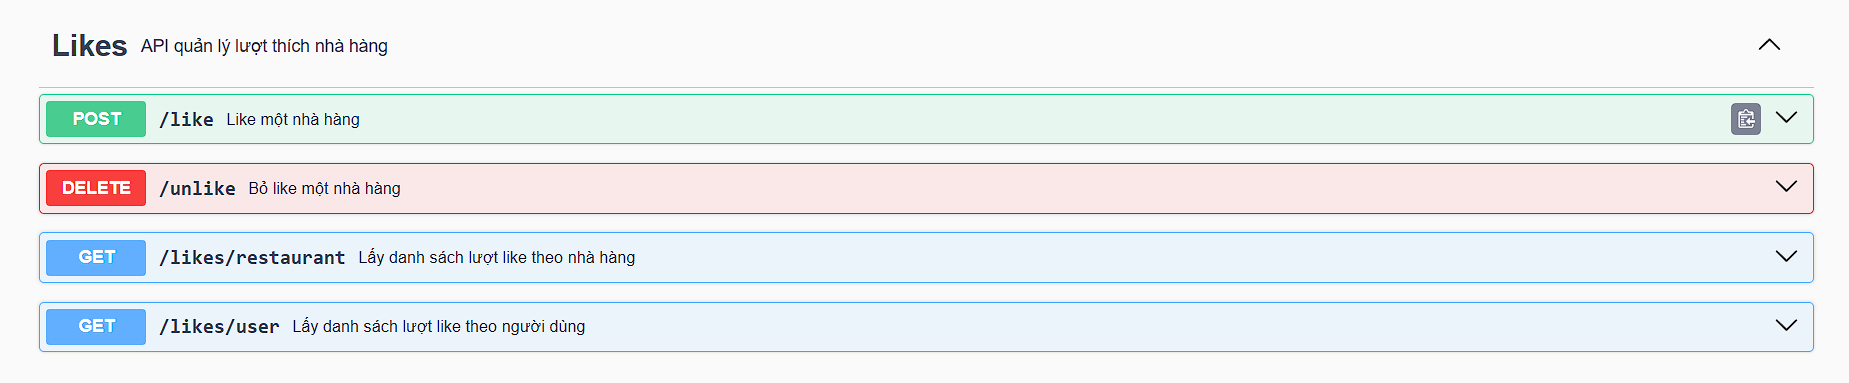 Likes API quản lý lượt thích nhà hàng
POST /like Like một nhà hàng
DELETE /unlike Bỏ like một nhà hàng
GET /likes/restaurant Lấy danh sách lượt like theo nhà hàng
GET /likes/user Lấy danh sách lượt like theo người dùng